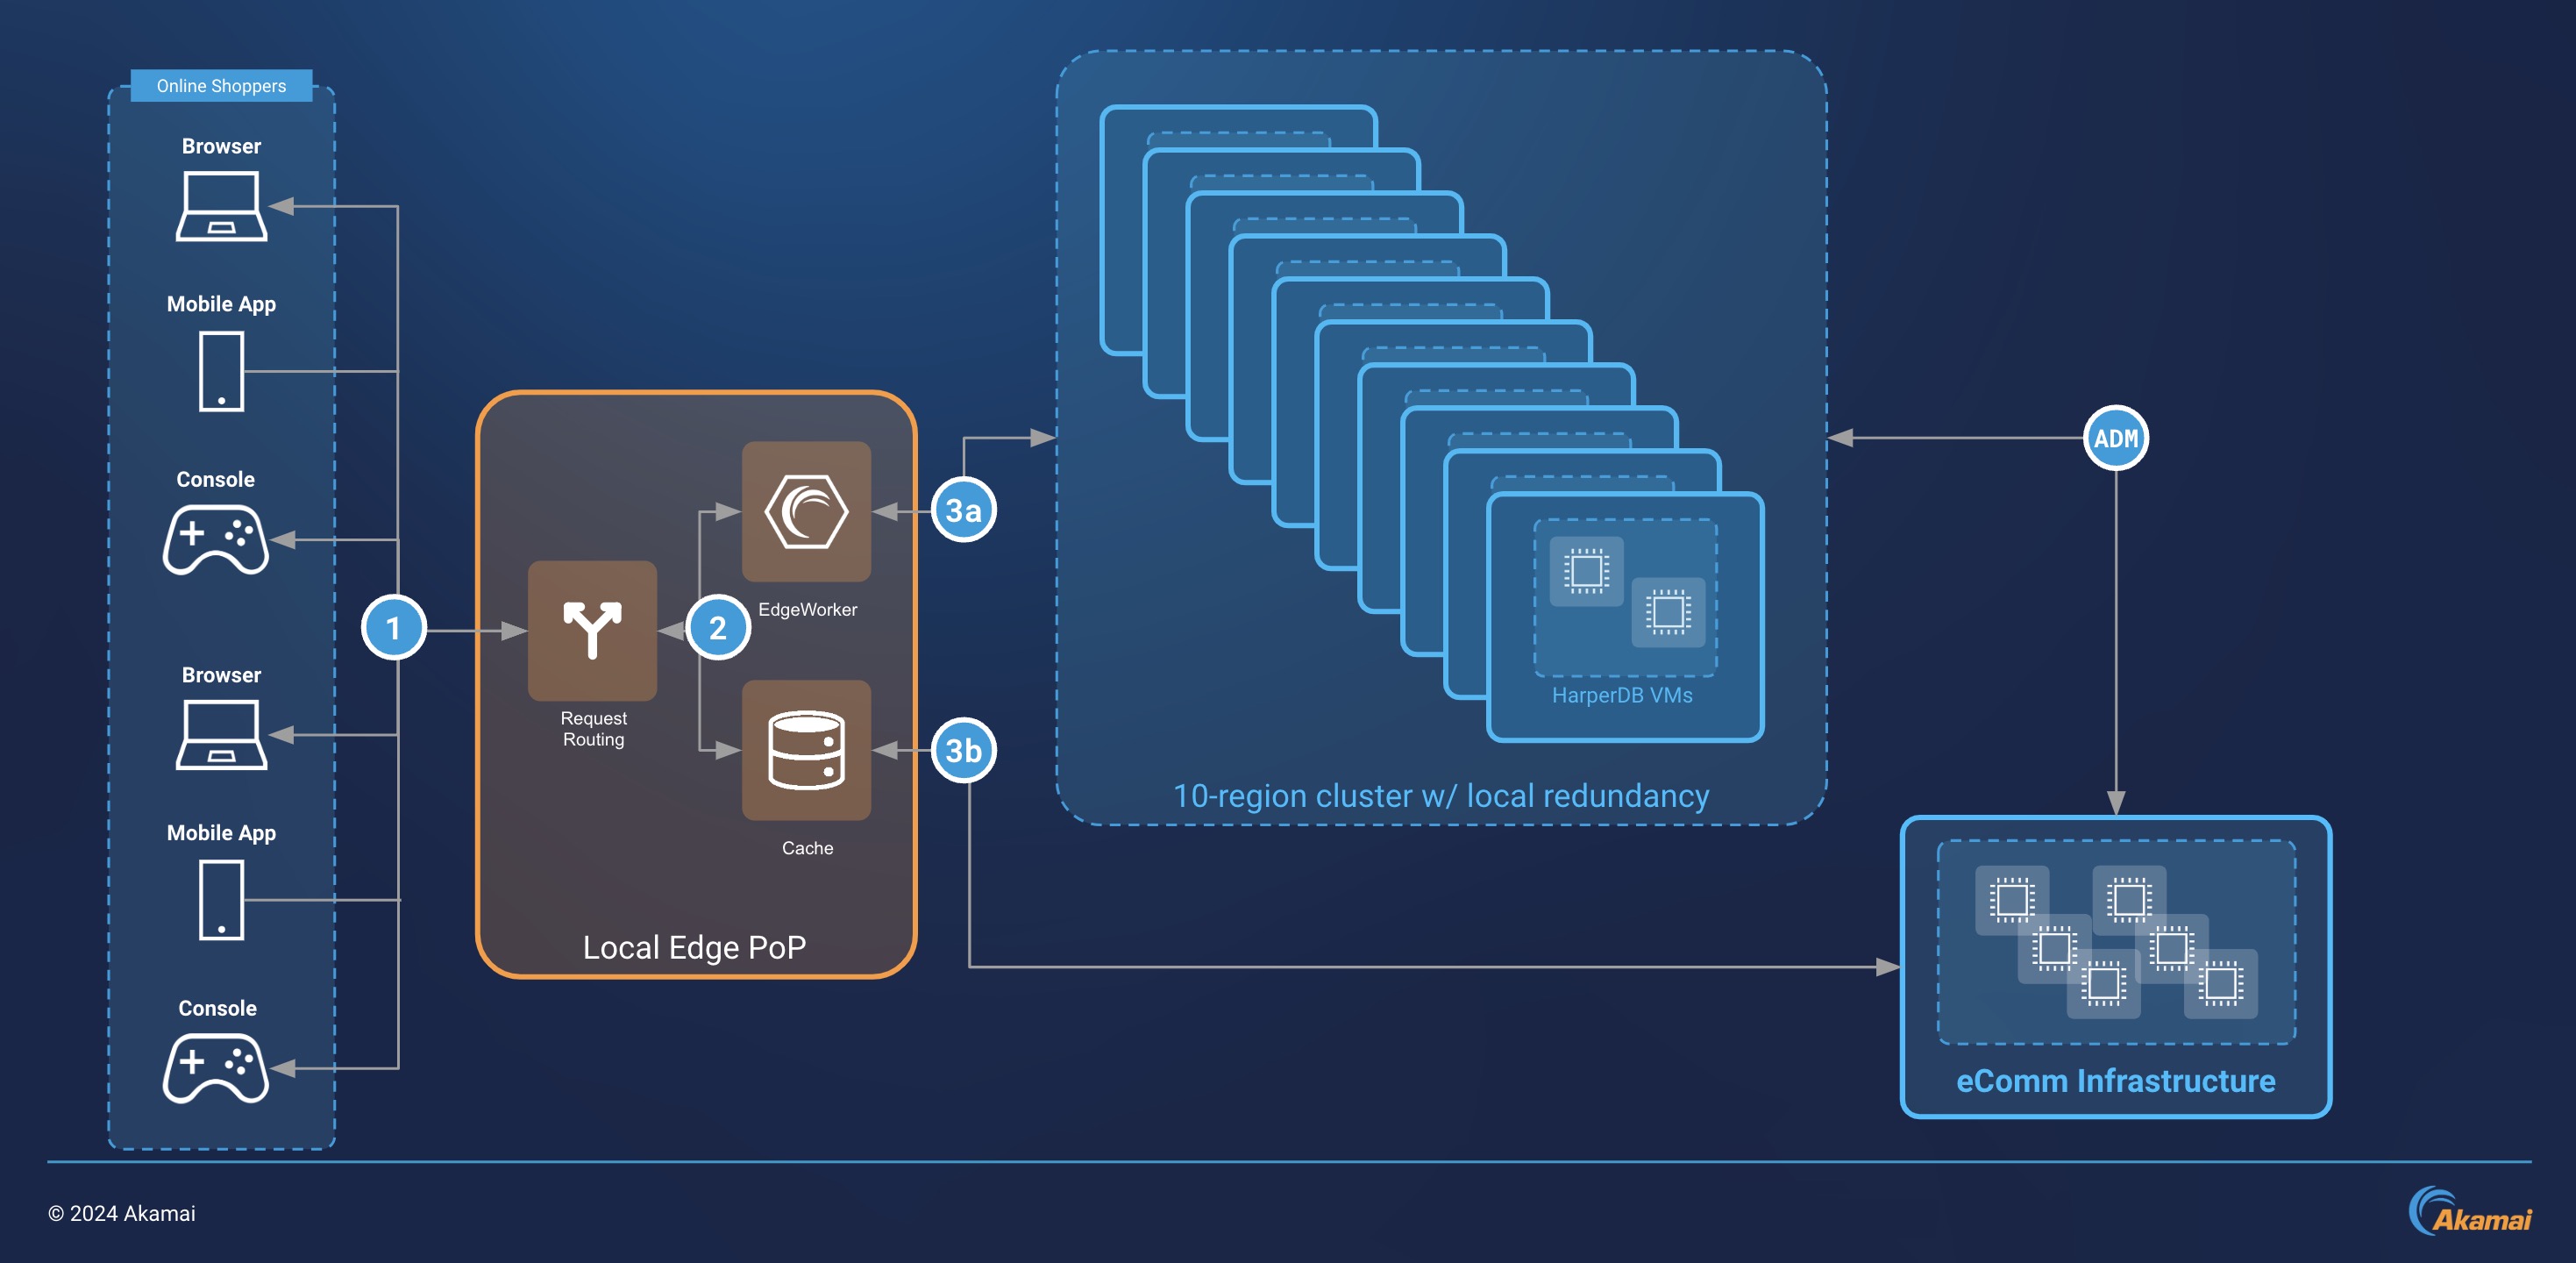 Online Shoppers
Browser
Mobile App
Console
Browser
Mobile App
Console
1
Request
Routing
2
EdgeWorker
Cache
Local Edge PoP
3a
3b
HarperDB VMs
10-region cluster w/ local redundancy
ADM
eComm Infrastructure
© 2024 Akamai
Akamai